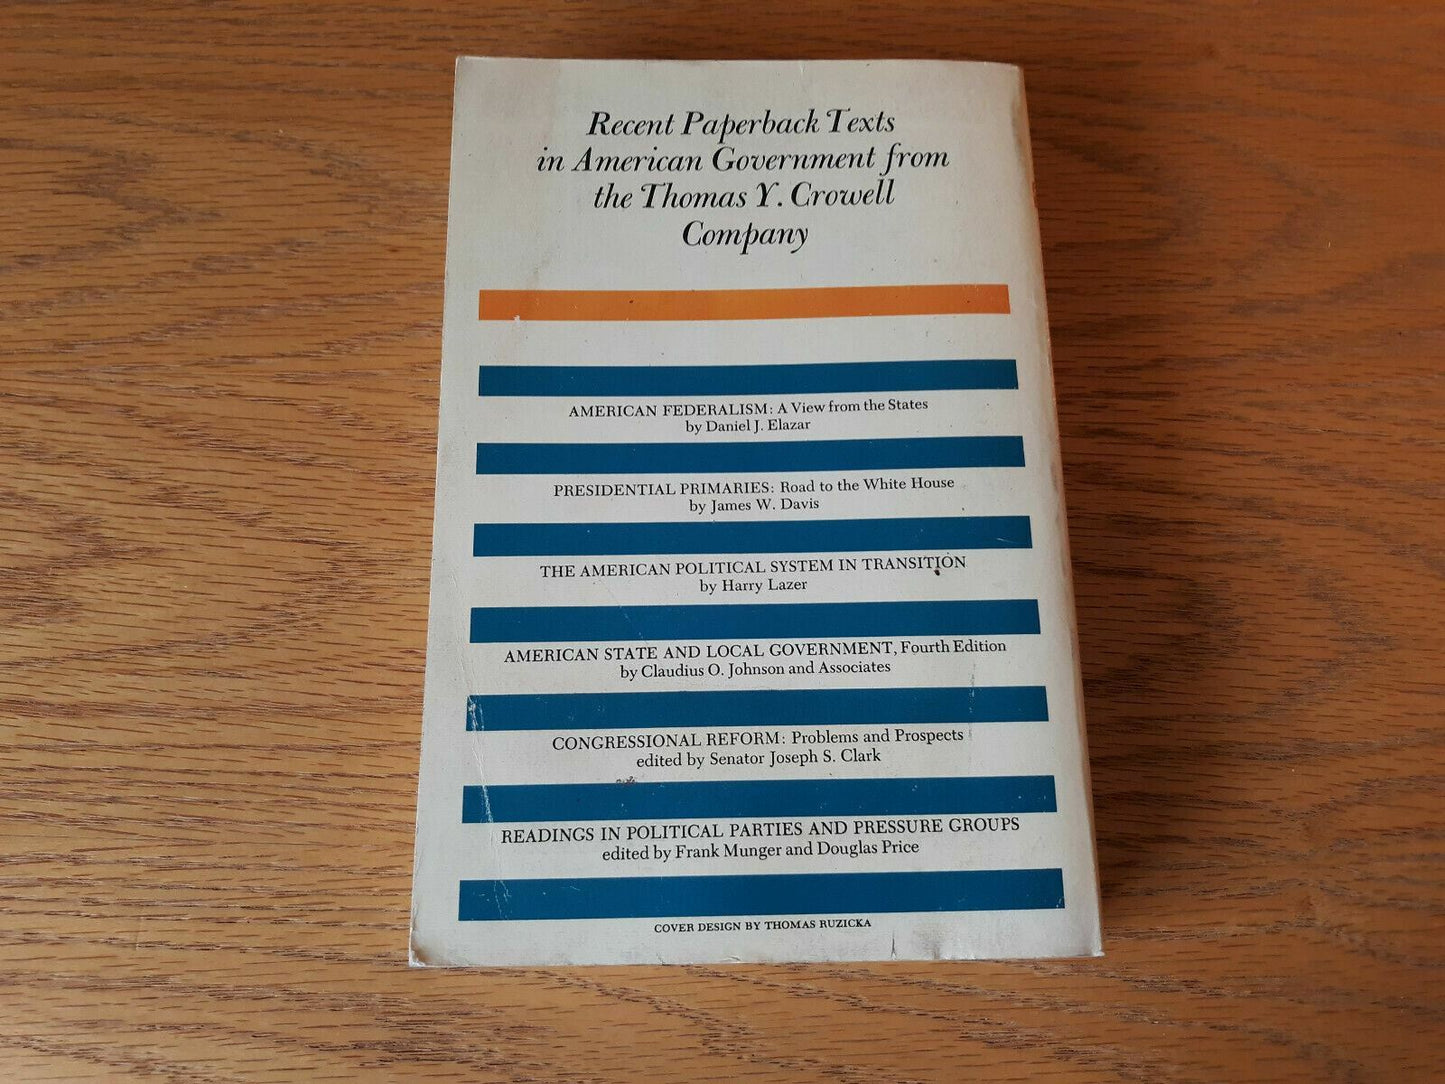 Recent Paperback Texts
in American Government from
the Thomas Y. Crowell
Company
AMERICAN FEDERALISM: A View from the States
by Daniel J. Elazar
PRESIDENTIAL PRIMARIES: Road to the White House
by James W. Davis
THE AMERICAN POLITICAL SYSTEM IN TRANSITION
by Harry Lazer
AMERICAN STATE AND LOCAL GOVERNMENT, Fourth Edition
by Claudius O. Johnson and Associates
CONGRESSIONAL REFORM: Problems and Prospects
edited by Senator Joseph S. Clark
READINGS IN POLITICAL PARTIES AND PRESSURE GROUPS
edited by Frank Munger and Douglas Price
COVER DESIGN BY THOMAS RUZICKA